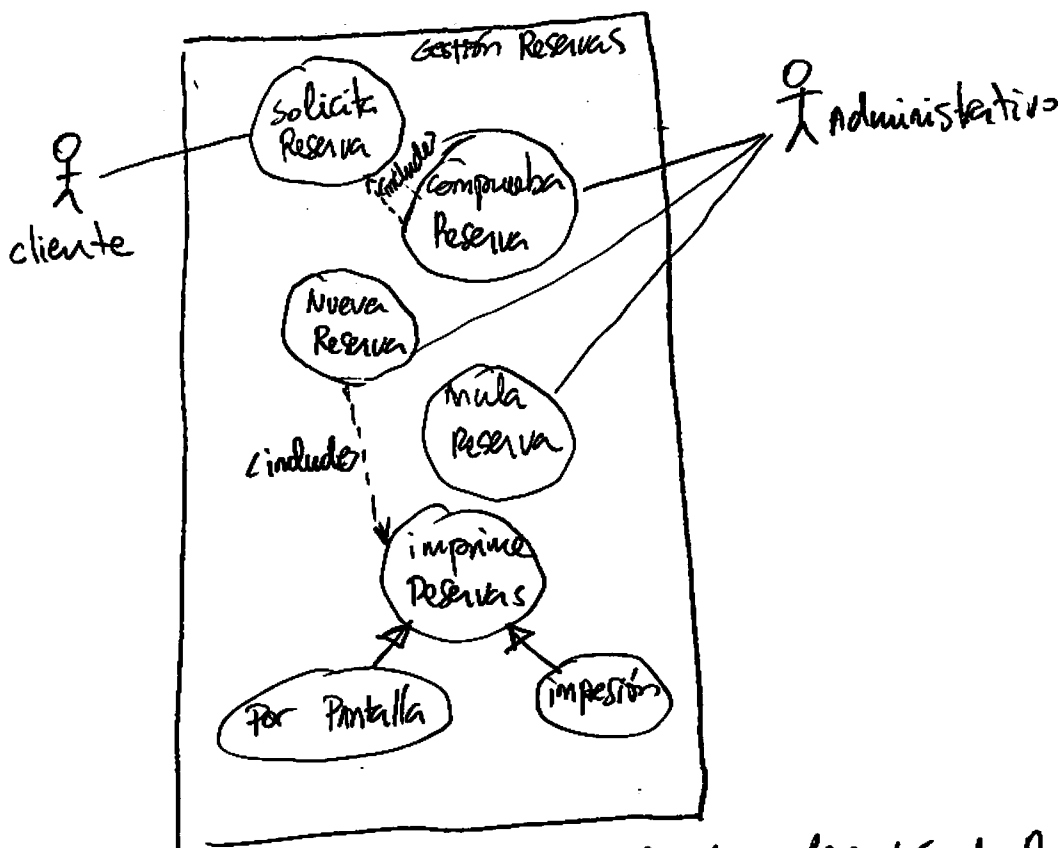 Gestión Reservas
Solicita
Reserva
Administrativo
<include>
Comprueba
Reserva
cliente
Nueva
Reserva
Anula
Reserva
<include>
imprime
Reservas
Por Pantalla
impresión